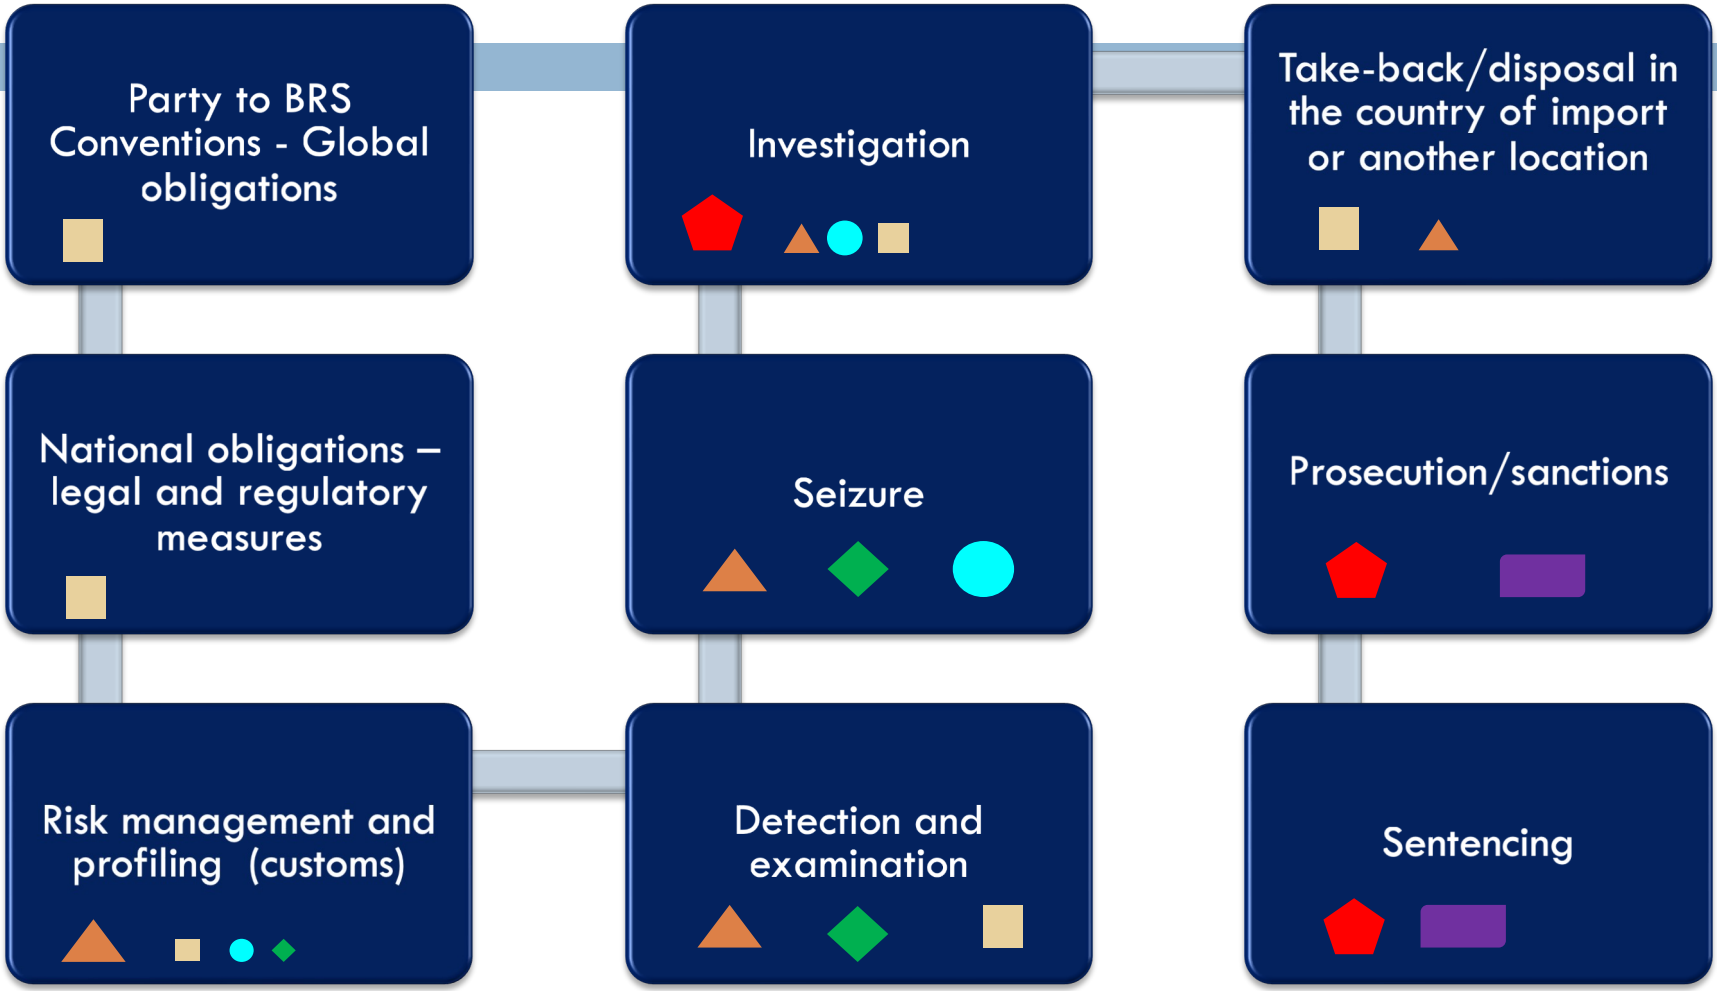 Party to BRS
Conventions - Global
obligations
National obligations –
legal and regulatory
measures
Risk management and
profiling (customs)
Detection and
examination
Seizure
Investigation
Take-back/disposal in
the country of import
or another location
Prosecution/sanctions
Sentencing